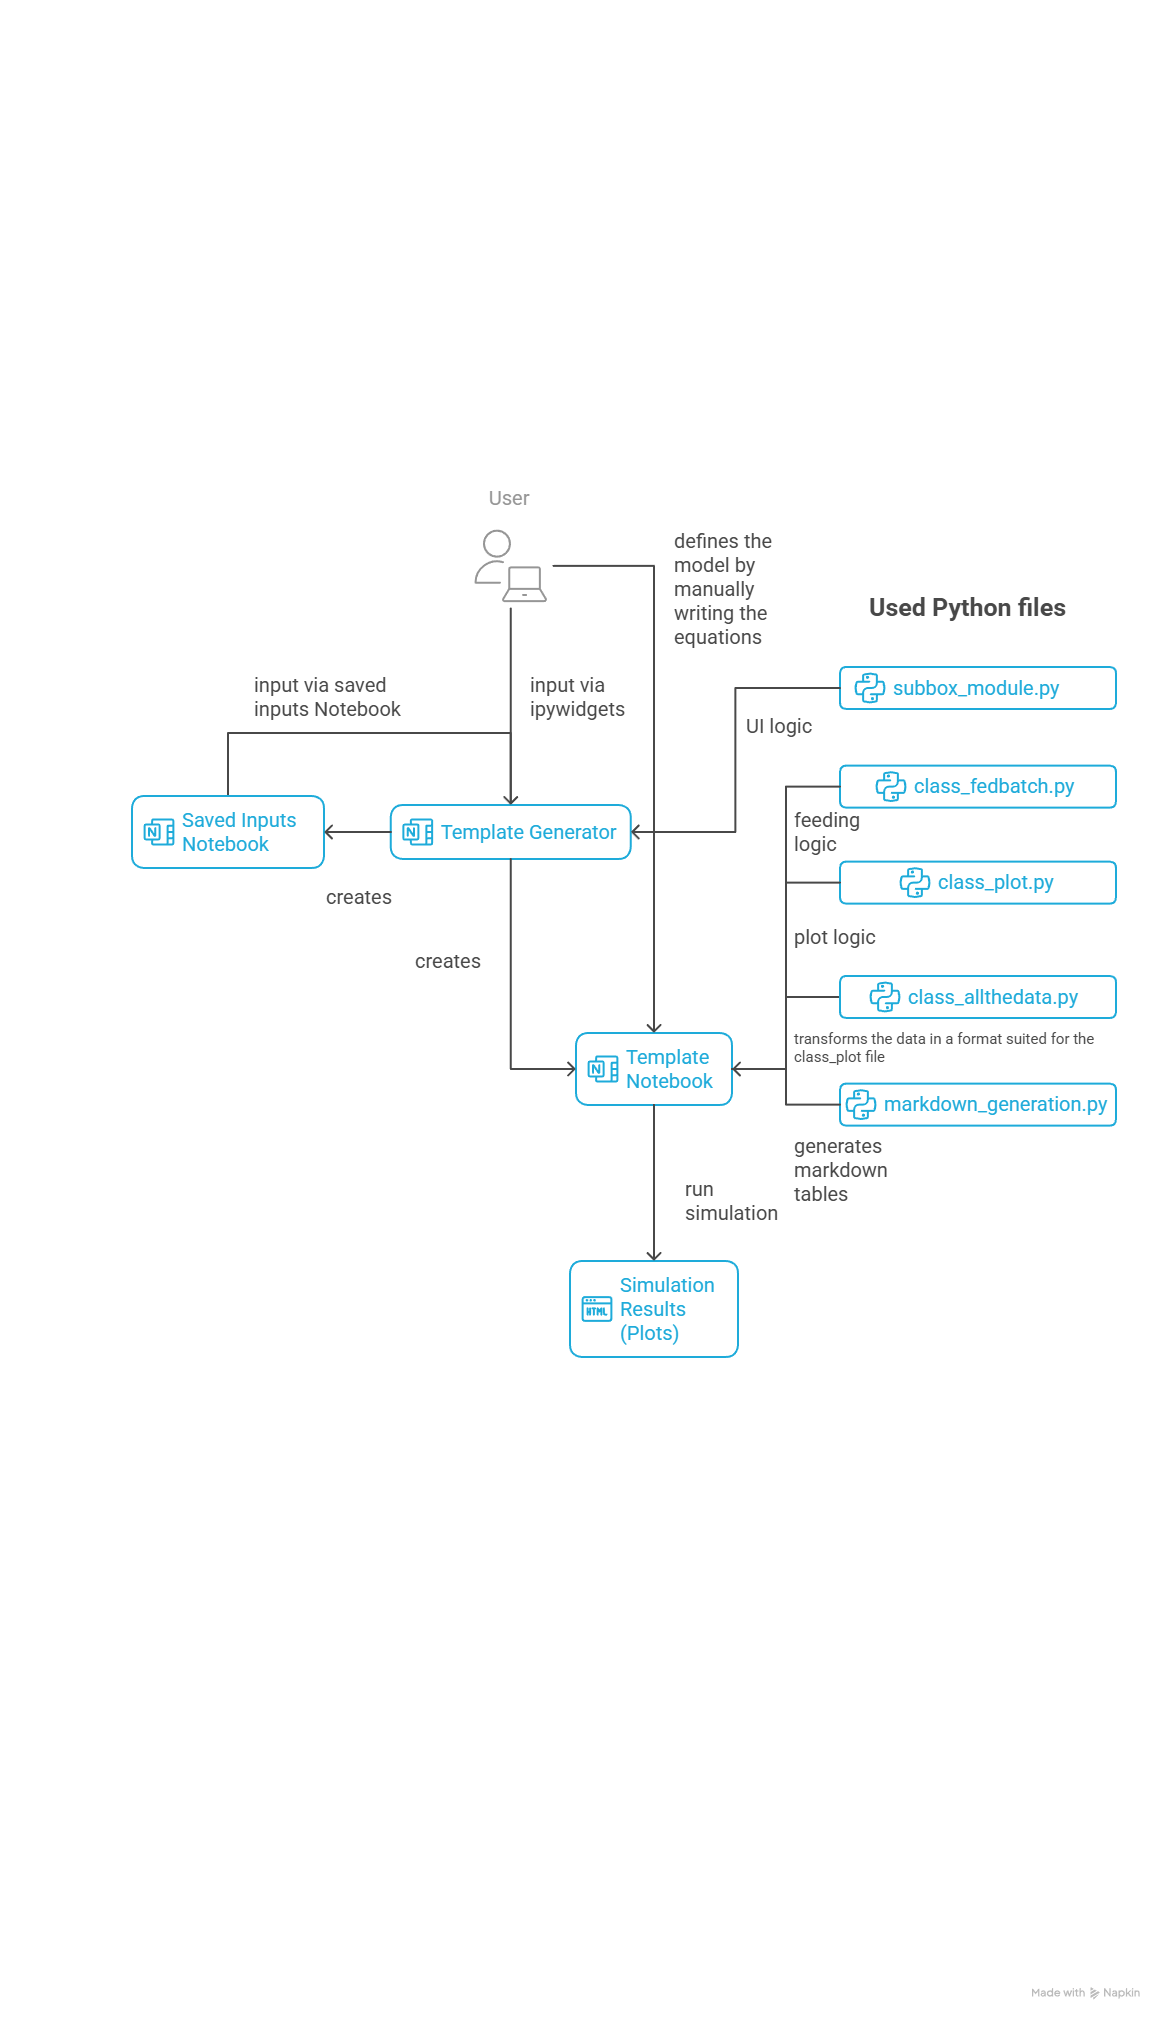 User
defines the
model by
manually
writing the
equations
Used Python files
input via saved
inputs Notebook
input via
ipywidgets
subbox_module.py
UI logic
class_fedbatch.py
feeding
logic
Saved Inputs
Notebook
N
Template Generator
N
creates
class_plot.py
plot logic
creates
class_allthedata.py
transforms the data in a format suited for the
class_plot file
Template
Notebook
N
markdown_generation.py
generates
markdown
tables
run
simulation
Simulation
Results
(Plots)
HTML
Made with Napkin